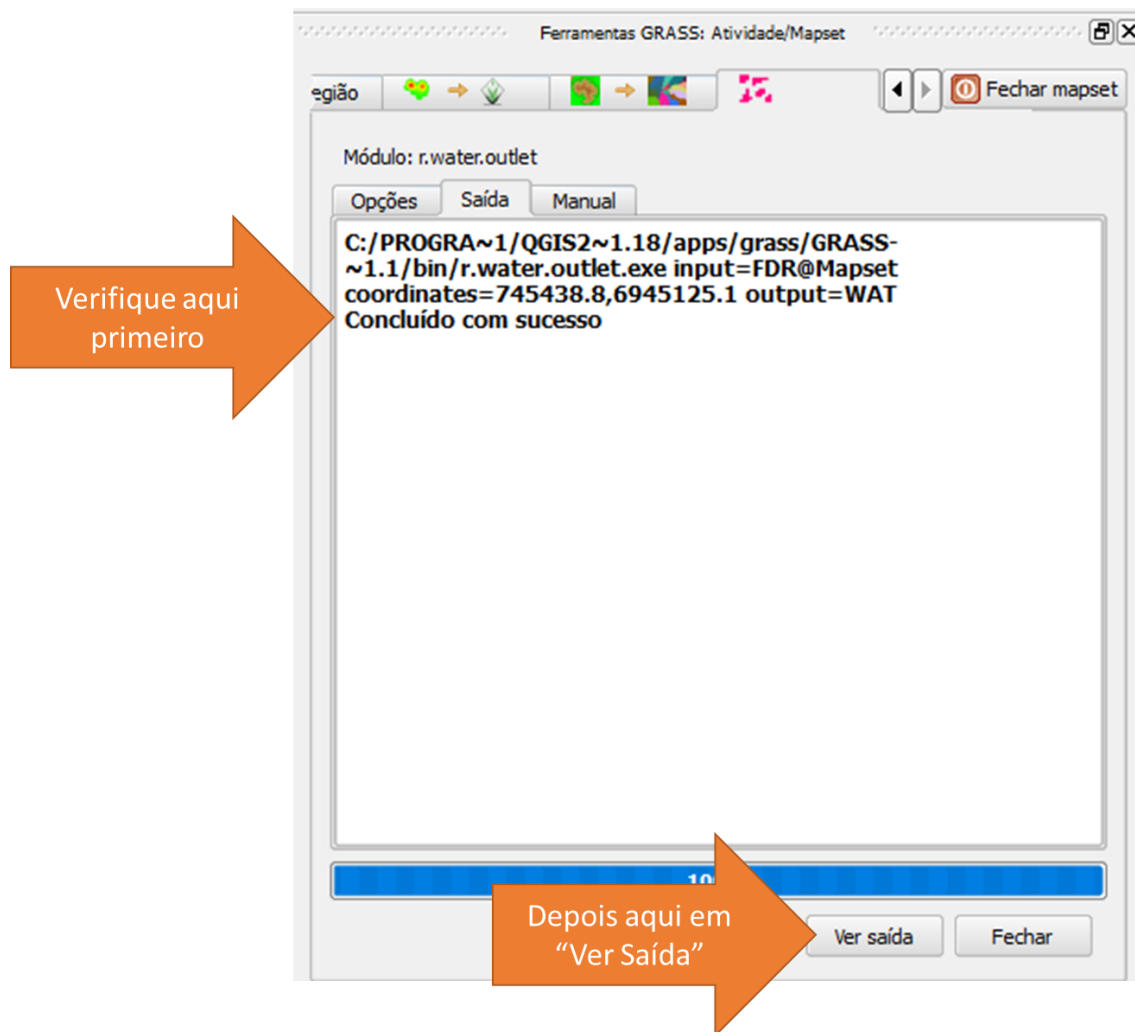 Ferramentas GRASS: Atividade/Mapset
egião
Fechar mapset
Módulo: r.water.outlet
Opções
Saída
Manual
C:/PROGRA~1/QGIS2~1.18/apps/grass/GRASS-
~1.1/bin/r.water.outlet.exe input=FDR@Mapset
coordinates=745438.8,6945125.1 output=WAT
Concluído com sucesso
Verifique aqui
primeiro
Depois aqui em
“Ver Saída”
Ver saída
Fechar